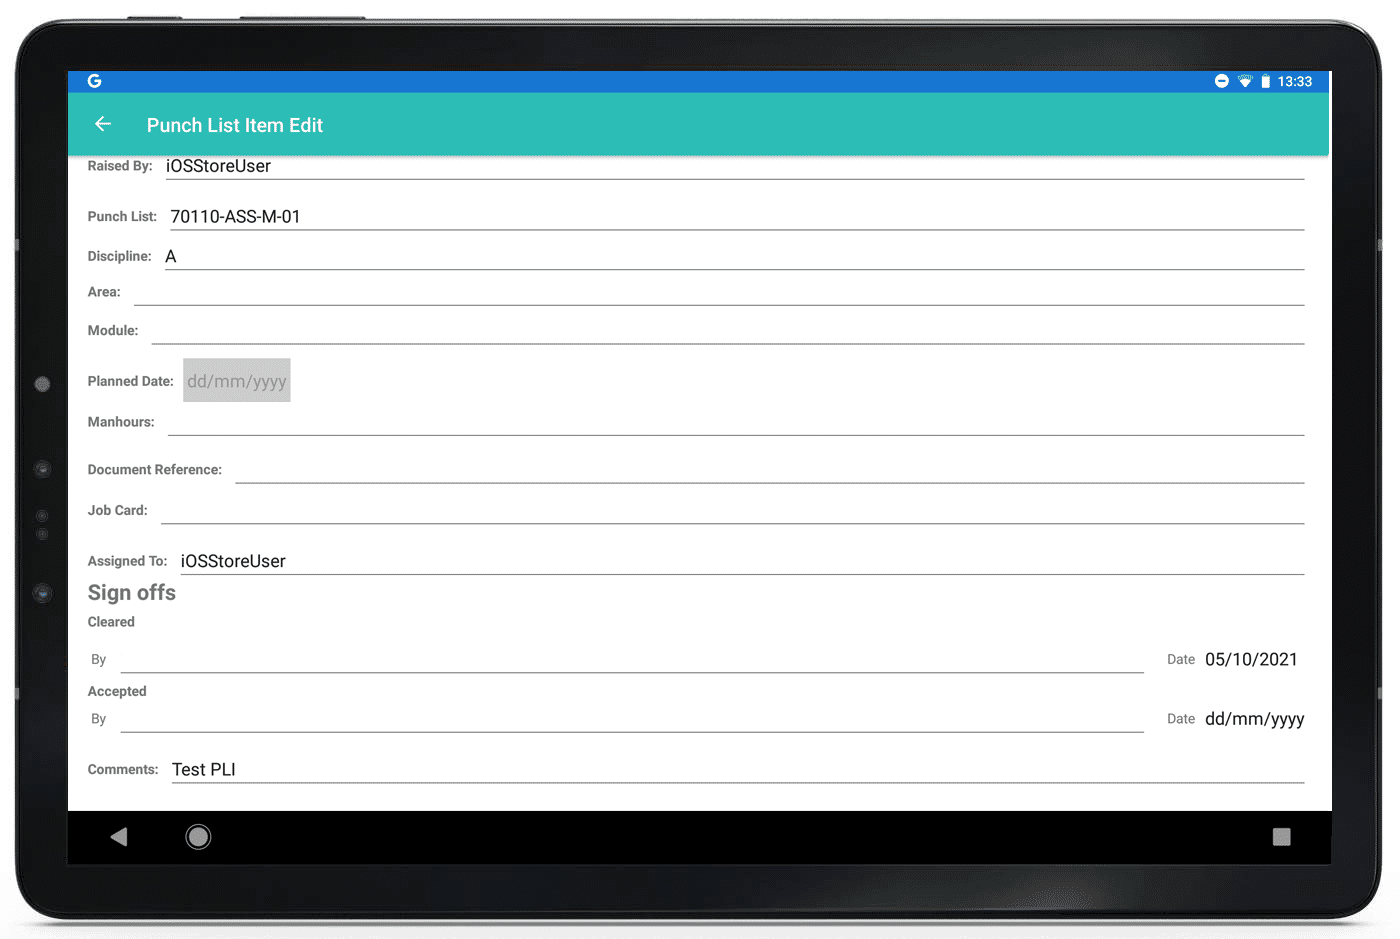 G 13:33
Punch List Item Edit
Raised By: iOSStoreUser
Punch List: 70110-ASS-M-01
Discipline: A
Area:
Module:
Planned Date: dd/mm/yyyy
Manhours:
Document Reference:
Job Card:
Assigned To: iOSStoreUser
Sign offs
Cleared
By Date 05/10/2021
Accepted
By Date dd/mm/yyyy
Comments: Test PLI